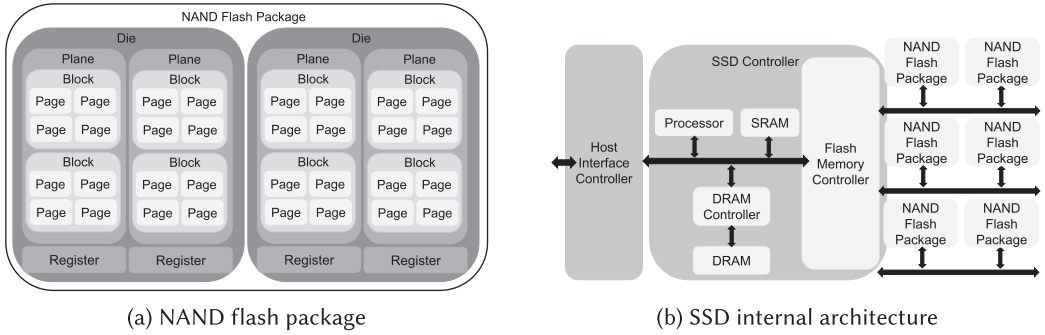 NAND Flash Package
Die
Plane
Plane
Block
Block
Page Page
Page Page
Page Page
Page Page
Block
Block
Page Page
Page Page
Page Page
Page Page
Register
Register
Die
Plane
Plane
Block
Block
Page Page
Page Page
Page Page
Page Page
Block
Block
Page Page
Page Page
Page Page
Page Page
Register
Register
(a) NAND flash package
Host
Interface
Controller
SSD Controller
Processor
SRAM
DRAM
Controller
DRAM
Flash
Memory
Controller
NAND
Flash
Package
NAND
Flash
Package
NAND
Flash
Package
NAND
Flash
Package
NAND
Flash
Package
NAND
Flash
Package
(b) SSD internal architecture